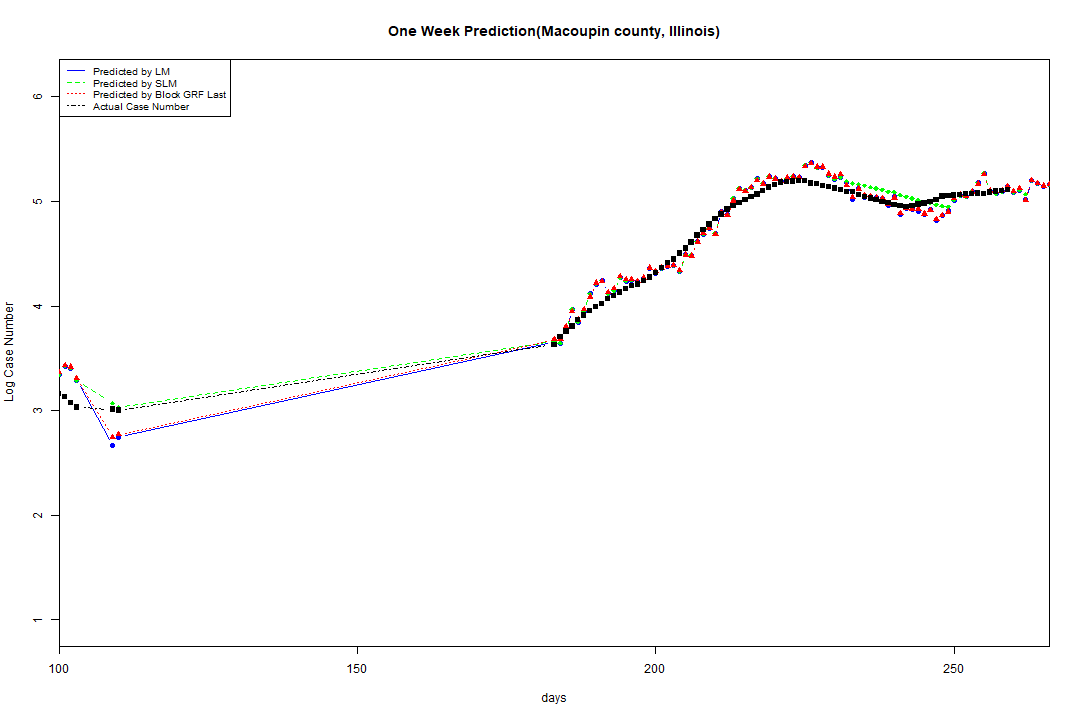 One Week Prediction(Macoupin county, Illinois)
Predicted by LM
Predicted by SLM
Predicted by Block GRF Last
Actual Case Number
6
5
4
3
2
1
Log Case Number
100 150 200 250
days